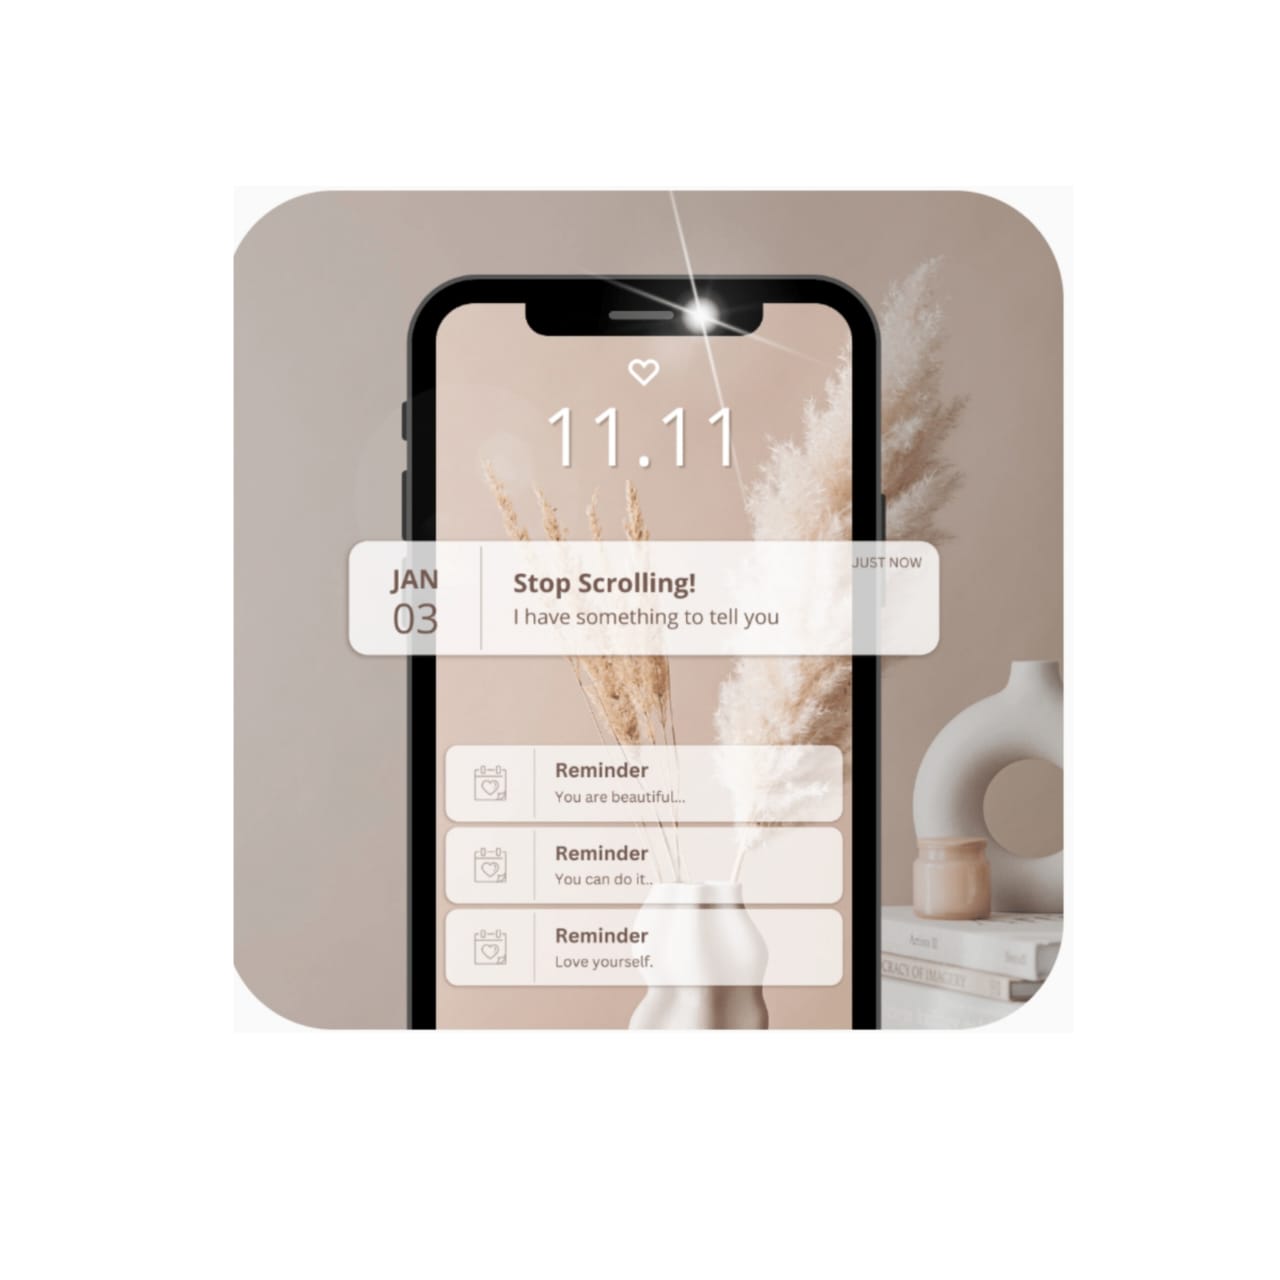 11.11
JAN
03
Stop Scrolling!
I have something to tell you
JUST NOW
Reminder
You are beautiful...
Reminder
You can do it..
Reminder
Love yourself.
CRACY OF IMAGERY